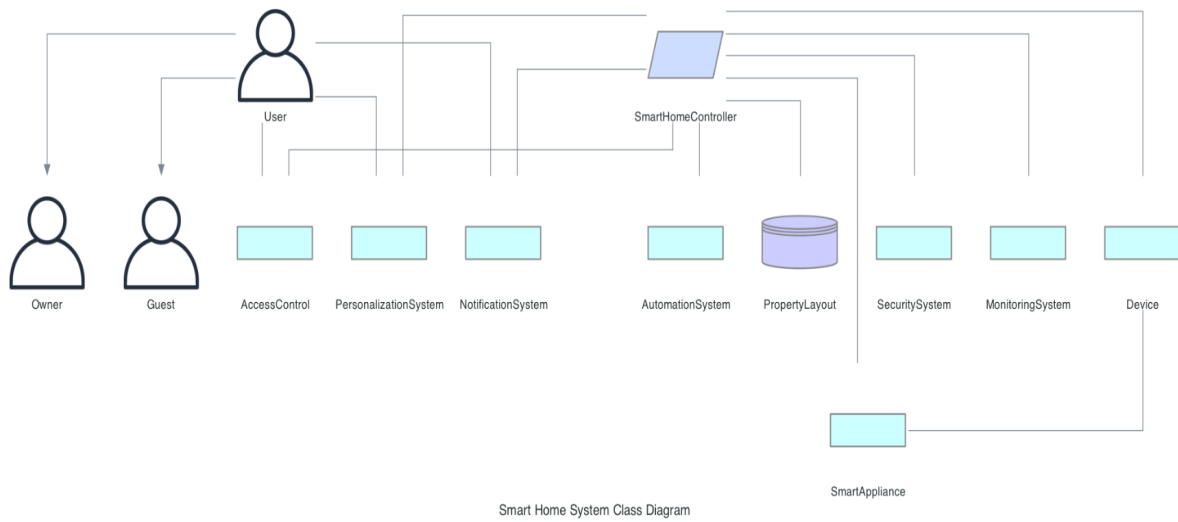 User
SmartHomeController
Owner
Guest
AccessControl
PersonalizationSystem
NotificationSystem
AutomationSystem
PropertyLayout
SecuritySystem
MonitoringSystem
Device
SmartAppliance
Smart Home System Class Diagram